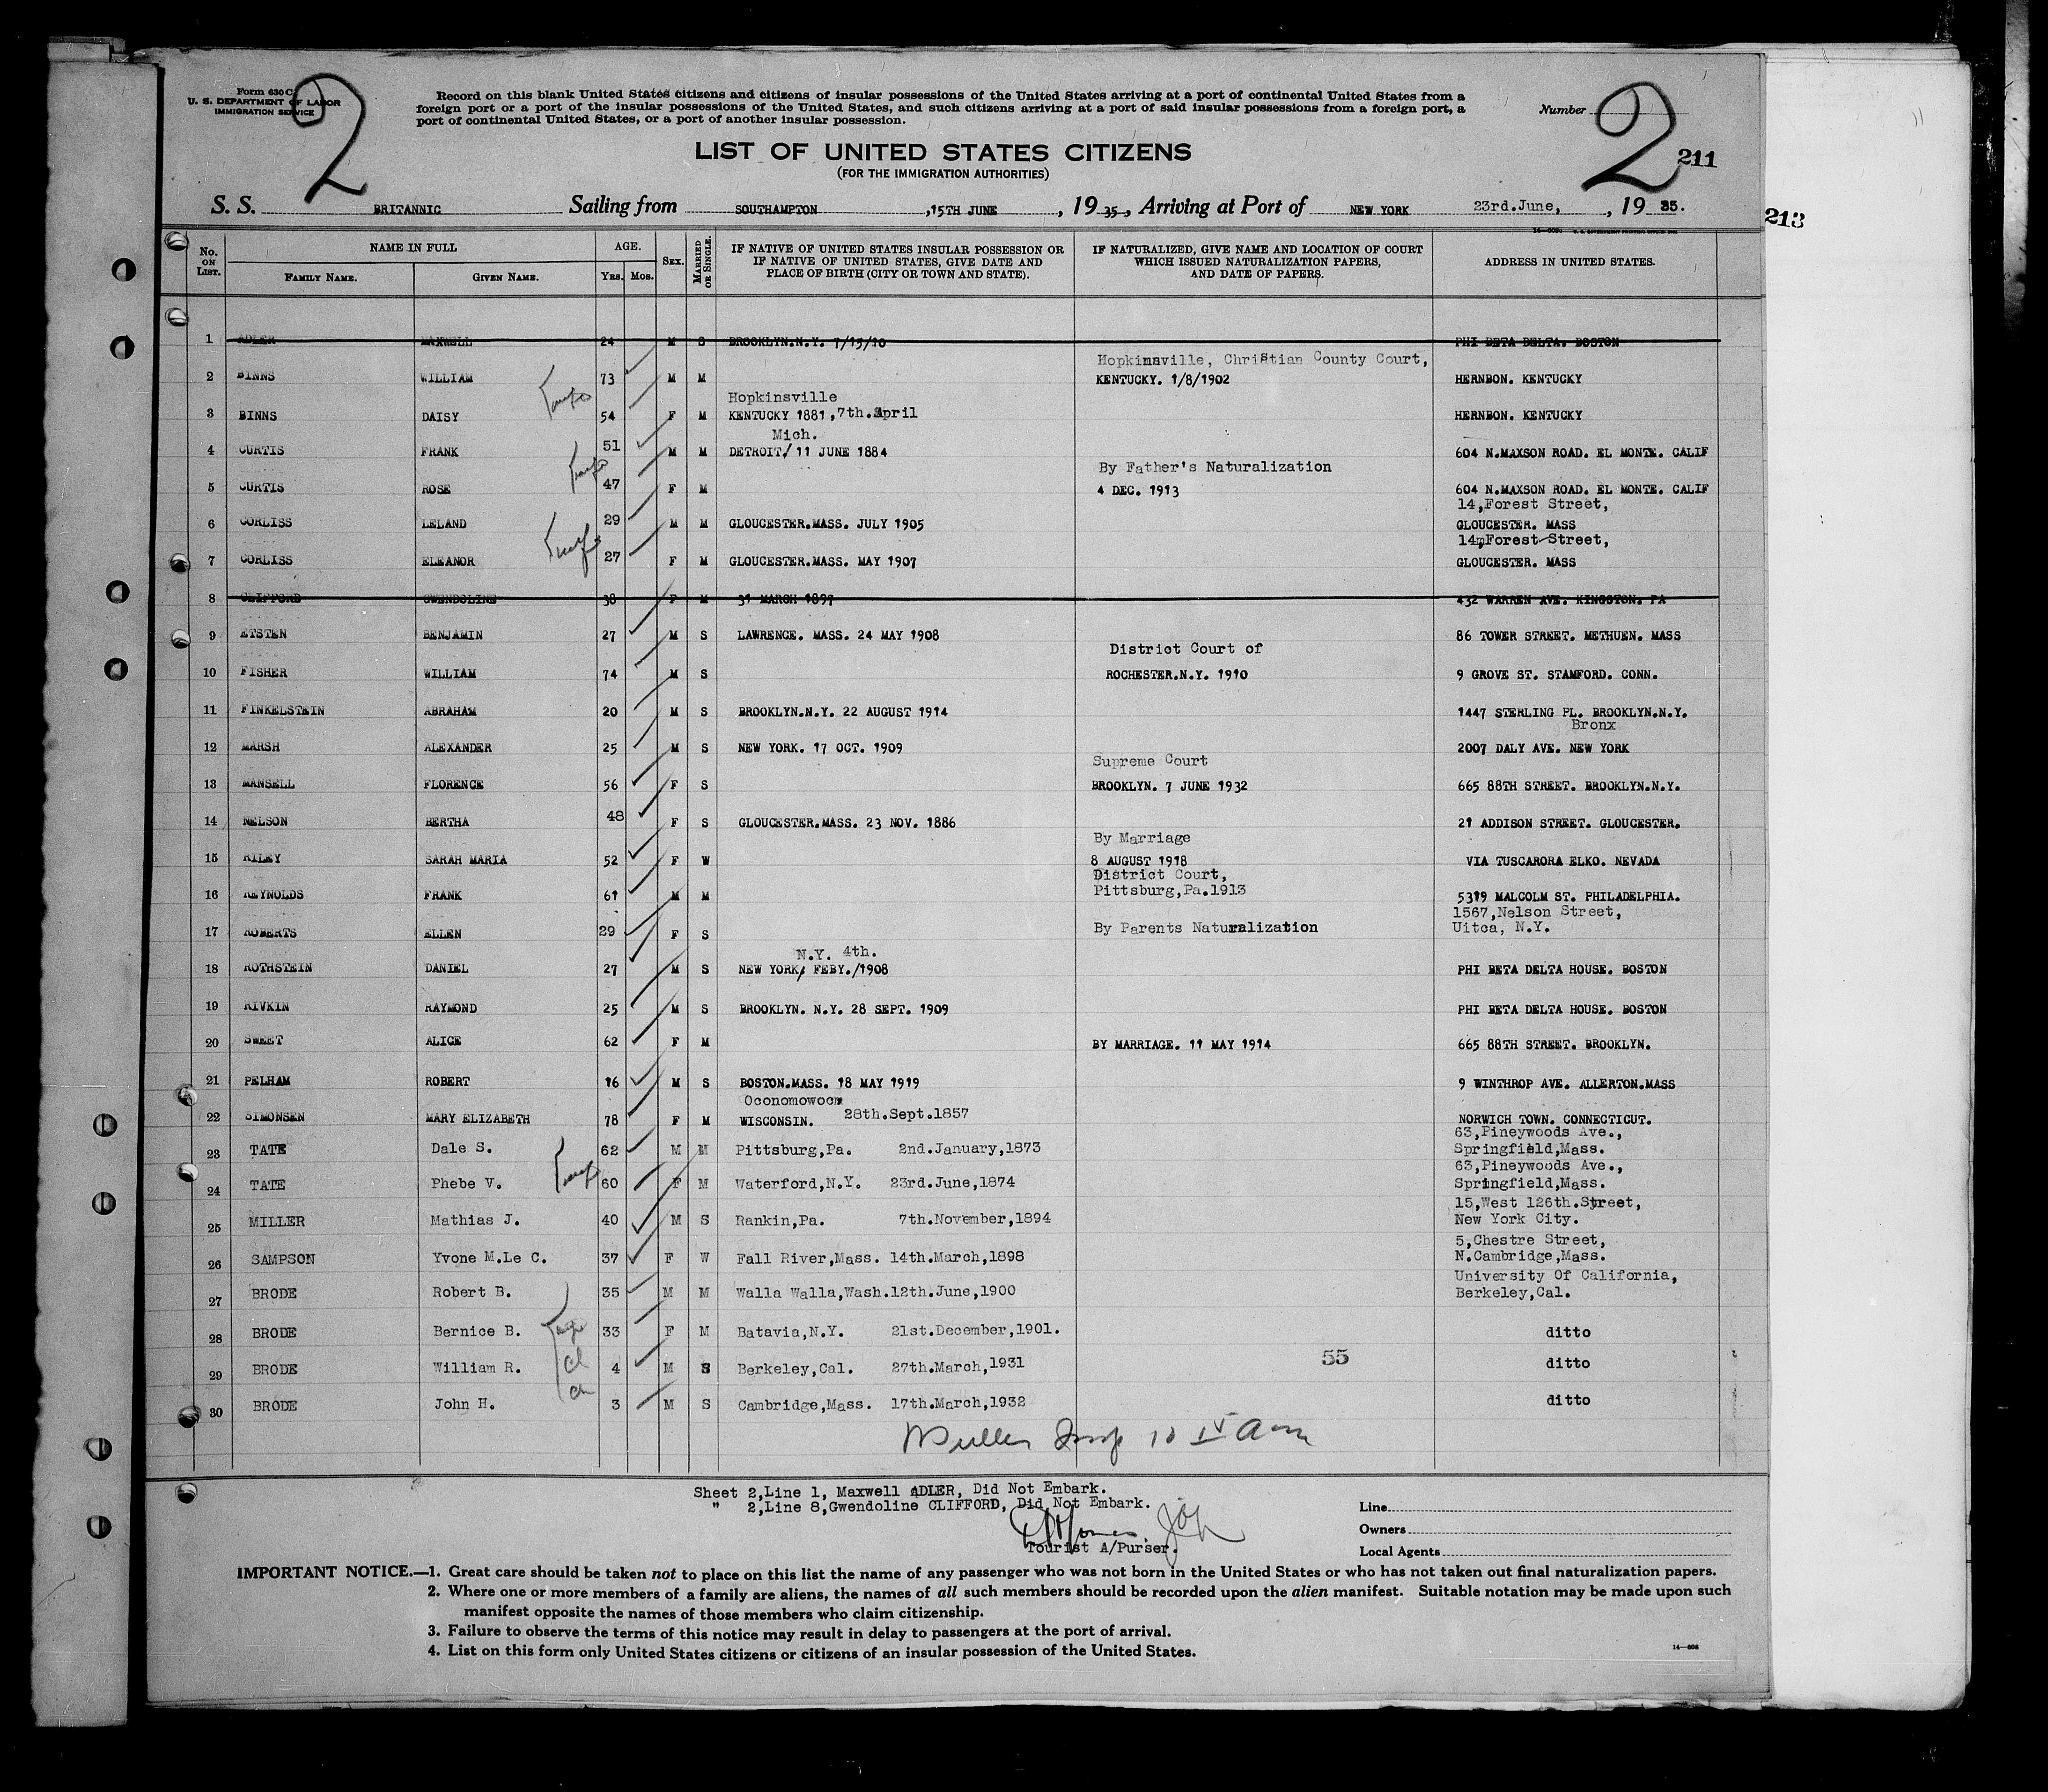 Form 630 C
U. S. DEPARTMENT OF LABOR
IMMIGRATION SERVICE
2
Record on this blank United States citizens and citizens of insular possessions of the United States arriving at a port of continental United States from a
foreign port or a port of the insular possessions of the United States, and such citizens arriving at a port of said insular possessions from a foreign port, a
port of continental United States, or a port of another insular possession.
Number
2
211
LIST OF UNITED STATES CITIZENS
(FOR THE IMMIGRATION AUTHORITIES)
S. S. BRITANNIC Sailing from SOUTHAMPTON ,15TH JUNE , 19 35, Arriving at Port of NEW YORK 23rd.June, , 19 35.
213
No. ON LIST. NAME IN FULL AGE. SEX. MARRIED OR SINGLE. IF NATIVE OF UNITED STATES INSULAR POSSESSION OR IF NATIVE OF UNITED STATES, GIVE DATE AND PLACE OF BIRTH (CITY OR TOWN AND STATE). IF NATURALIZED, GIVE NAME AND LOCATION OF COURT WHICH ISSUED NATURALIZATION PAPERS, AND DATE OF PAPERS. ADDRESS IN UNITED STATES.
FAMILY NAME. GIVEN NAME. YRS. MOS.
1 ADLER MAXWELL 24 M S BROOKLYN.N.Y. 7/15/10 PHI BETA DELTA. BOSTON
Hopkinsville, Christian County Court,
2 BINNS WILLIAM 73 M M KENTUCKY. 1/8/1902 HERNDON. KENTUCKY
Hopkinsville
3 BINNS DAISY 54 F M KENTUCKY 1881,7th.April HERNDON. KENTUCKY
Mich.
4 CURTIS FRANK 51 M M DETROIT/ 11 JUNE 1884 604 N.MAXSON ROAD. EL MONTE. CALIF
By Father's Naturalization
5 CURTIS ROSE 47 F M 4 DEC. 1913 604 N.MAXSON ROAD. EL MONTE. CALIF
14,Forest Street,
6 CORLISS LELAND 29 M M GLOUCESTER.MASS. JULY 1905 GLOUCESTER. MASS
14,Forest Street,
7 CORLISS ELEANOR 27 F M GLOUCESTER.MASS. MAY 1907 GLOUCESTER. MASS
8 CLIFFORD GWENDOLINE 38 F M 31 MARCH 1897 432 WARREN AVE. KINGSTON. PA
9 ETSTEN BENJAMIN 27 M S LAWRENCE. MASS. 24 MAY 1908 86 TOWER STREET. METHUEN. MASS
District Court of
10 FISHER WILLIAM 74 M S ROCHESTER.N.Y. 1910 9 GROVE ST. STAMFORD. CONN.
11 FINKELSTEIN ABRAHAM 20 M S BROOKLYN.N.Y. 22 AUGUST 1914 1447 STERLING PL. BROOKLYN.N.Y.
Bronx
12 MARSH ALEXANDER 25 M S NEW YORK. 17 OCT. 1909 2007 DALY AVE. NEW YORK
Supreme Court
13 MANSELL FLORENCE 56 F S BROOKLYN. 7 JUNE 1932 665 88TH STREET. BROOKLYN.N.Y.
14 NELSON BERTHA 48 F S GLOUCESTER.MASS. 23 NOV. 1886 21 ADDISON STREET. GLOUCESTER.
By Marriage
15 RILEY SARAH MARIA 52 F W 8 AUGUST 1918 VIA TUSCARORA ELKO. NEVADA
District Court,
16 REYNOLDS FRANK 61 M M Pittsburg,Pa.1913 5319 MALCOLM ST. PHILADELPHIA.
1567,Nelson Street,
17 ROBERTS ELLEN 29 F S By Parents Naturalization Uitca, N.Y.
N.Y. 4th.
18 ROTHSTEIN DANIEL 27 M S NEW YORK, FEBY./1908 PHI BETA DELTA HOUSE. BOSTON
19 RIVKIN RAYMOND 25 M S BROOKLYN. N.Y. 28 SEPT. 1909 PHI BETA DELTA HOUSE. BOSTON
20 SWEET ALICE 62 F M BY MARRIAGE. 11 MAY 1914 665 88TH STREET. BROOKLYN.
21 PELHAM ROBERT 16 M S BOSTON.MASS. 18 MAY 1919 9 WINTHROP AVE. ALLERTON.MASS
Oconomowoc
22 SIMONSEN MARY ELIZABETH 78 F M WISCONSIN. 28th.Sept.1857 NORWICH TOWN. CONNECTICUT.
63,Pineywoods Ave.,
23 TATE Dale S. 62 M M Pittsburg,Pa. 2nd.January,1873 Springfield,Mass.
63,Pineywoods Ave.,
24 TATE Phebe V. 60 F M Waterford,N.Y. 23rd.June,1874 Springfield,Mass.
15,West 126th.Street,
25 MILLER Mathias J. 40 M S Rankin,Pa. 7th.November,1894 New York City.
5,Chestre Street,
26 SAMPSON Yvone M.Le C. 37 F W Fall River,Mass. 14th.March,1898 N.Cambridge,Mass.
University Of California,
27 BRODE Robert B. 35 M M Walla Walla,Wash.12th.June,1900 Berkeley,Cal.
28 BRODE Bernice B. 33 F M Batavia,N.Y. 21st.December,1901. ditto
29 BRODE William R. 4 M S Berkeley,Cal. 27th.March,1931 55 ditto
30 BRODE John H. 3 M S Cambridge,Mass. 17th.March,1932 ditto
Sheet 2,Line 1, Maxwell ADLER, Did Not Embark.
" 2,Line 8,Gwendoline CLIFFORD, Did Not Embark.
Tourist A/Purser.
Line
Owners
Local Agents
IMPORTANT NOTICE.—1. Great care should be taken not to place on this list the name of any passenger who was not born in the United States or who has not taken out final naturalization papers.
2. Where one or more members of a family are aliens, the names of all such members should be recorded upon the alien manifest. Suitable notation may be made upon such
manifest opposite the names of those members who claim citizenship.
3. Failure to observe the terms of this notice may result in delay to passengers at the port of arrival.
4. List on this form only United States citizens or citizens of an insular possession of the United States.